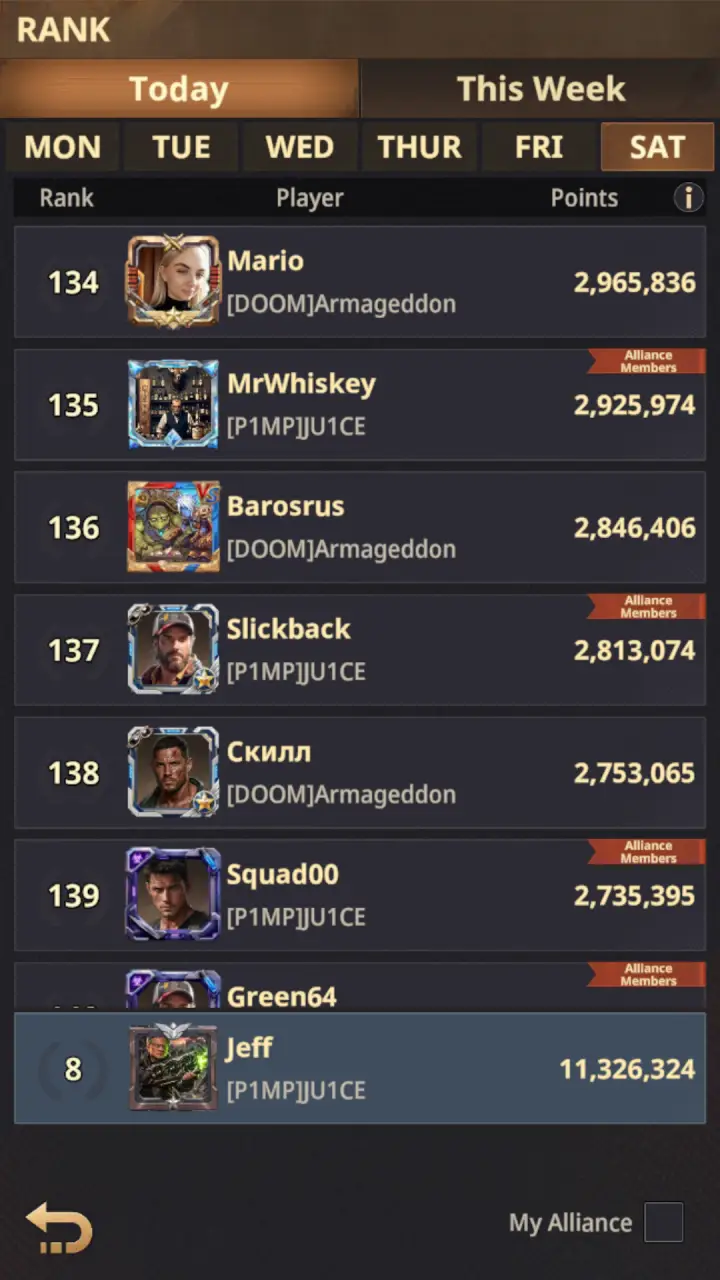 RANK
Today
This Week
MON
TUE
WED
THUR
FRI
SAT
Rank
Player
Points
134
Mario
[DOOM]Armageddon
2,965,836
Alliance
Members
135
MrWhiskey
[P1MP]JU1CE
2,925,974
136
Barosrus
[DOOM]Armageddon
2,846,406
Alliance
Members
137
Slickback
[P1MP]JU1CE
2,813,074
138
Скилл
[DOOM]Armageddon
2,753,065
Alliance
Members
139
Squad00
[P1MP]JU1CE
2,735,395
Alliance
Members
Green64
8
Jeff
[P1MP]JU1CE
11,326,324
My Alliance